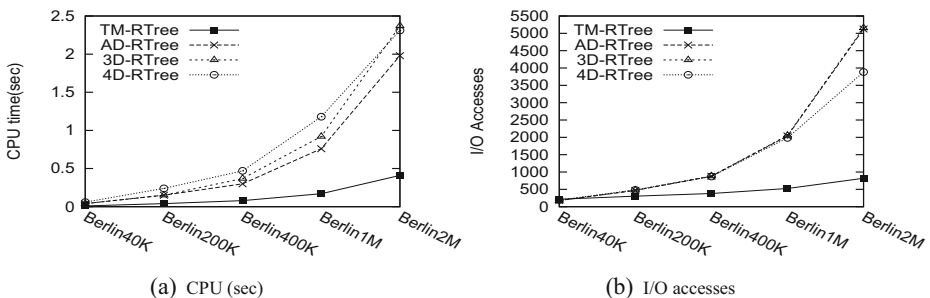 2.5
2
1.5
1
0.5
0
CPU time(sec)
TM-RTree
AD-RTree
3D-RTree
4D-RTree
Berlin40K
Berlin200K
Berlin400K
Berlin1M
Berlin2M
(a) CPU (sec)
5500
5000
4500
4000
3500
3000
2500
2000
1500
1000
500
0
I/O Accesses
TM-RTree
AD-RTree
3D-RTree
4D-RTree
Berlin40K
Berlin200K
Berlin400K
Berlin1M
Berlin2M
(b) I/O accesses